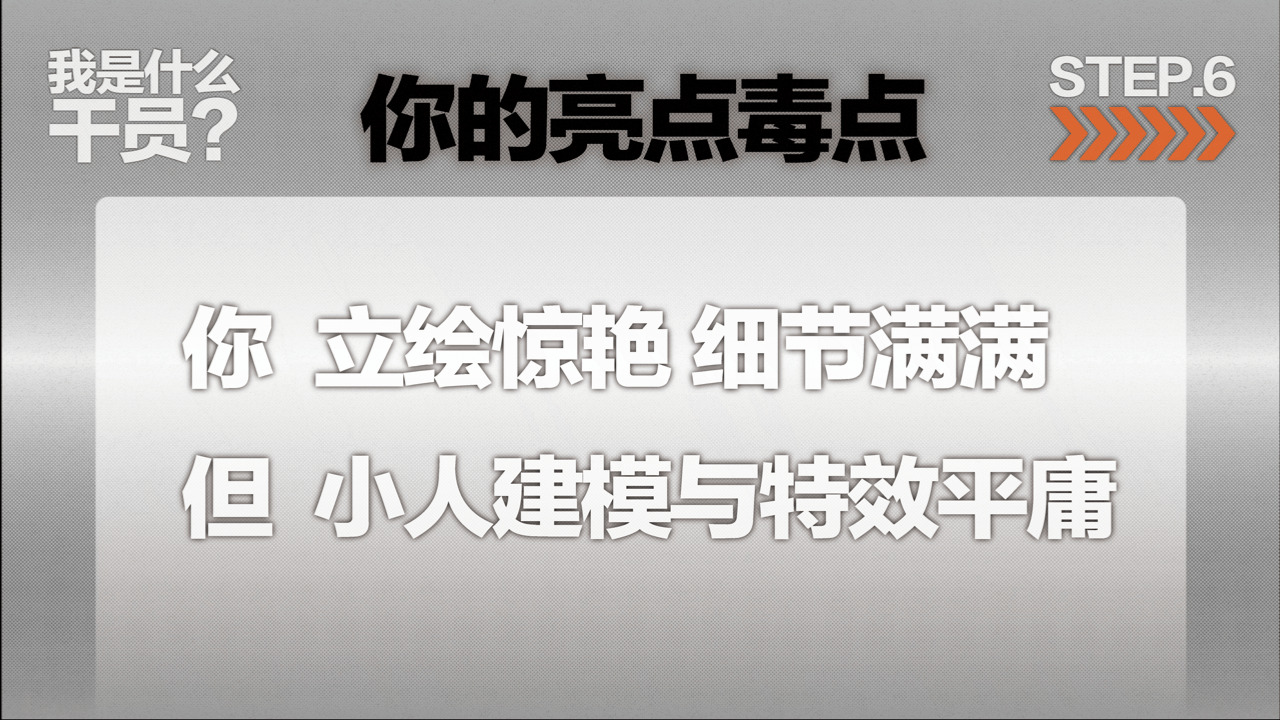 我是什么
干员?
你的亮点毒点
STEP.6
你 立绘惊艳 细节满满
但 小人建模与特效平庸